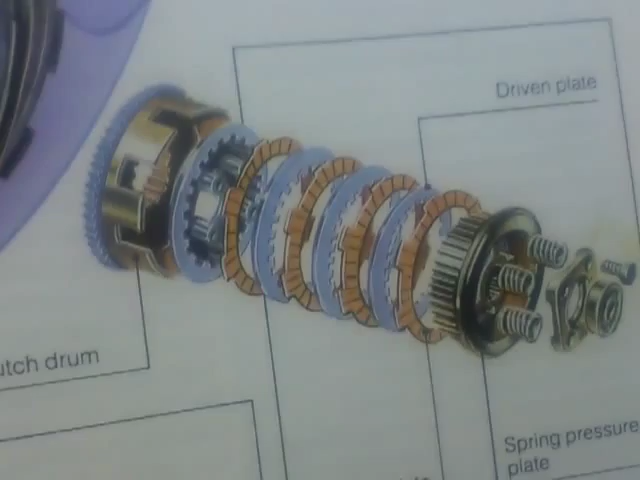 Driven plate
utch drum
Spring pressure
plate